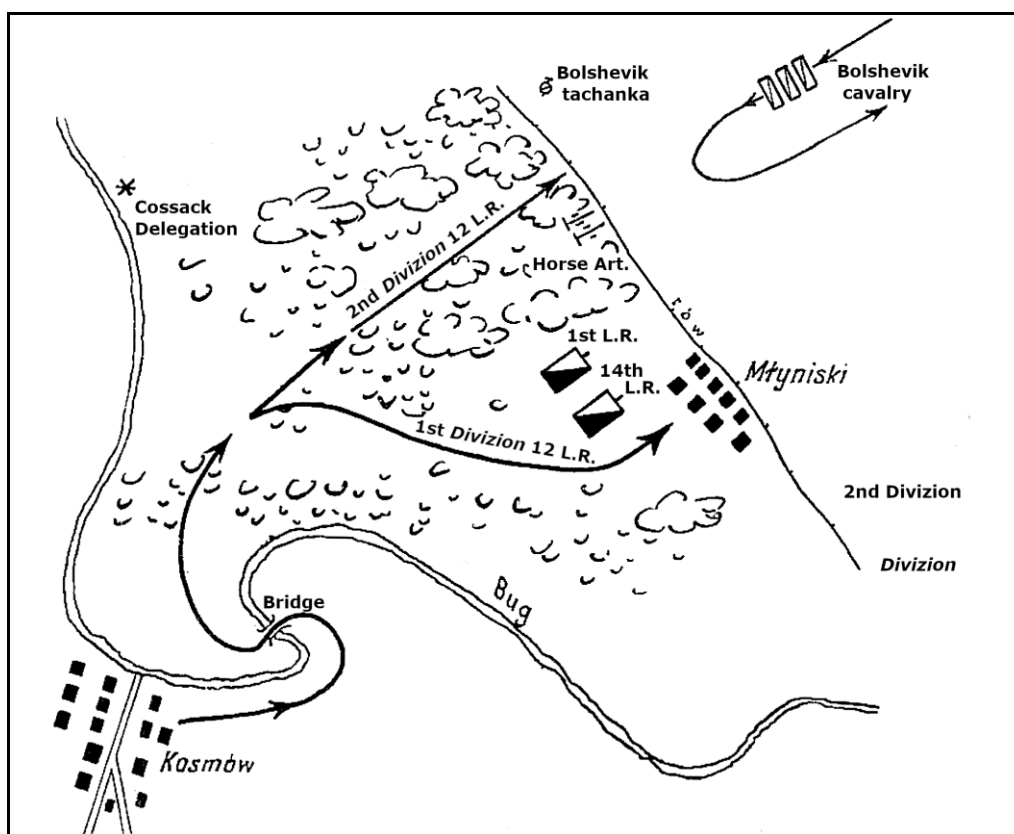 Bolshevik
tachanka
Bolshevik
cavalry
Cossack
Delegation
2nd Divizion 12 L.R.
Horse Art.
rów
1st L.R.
14th
L.R.
Młyniski
1st Divizion 12 L.R.
2nd Divizion
Divizion
Bug
Bridge
Kosmów